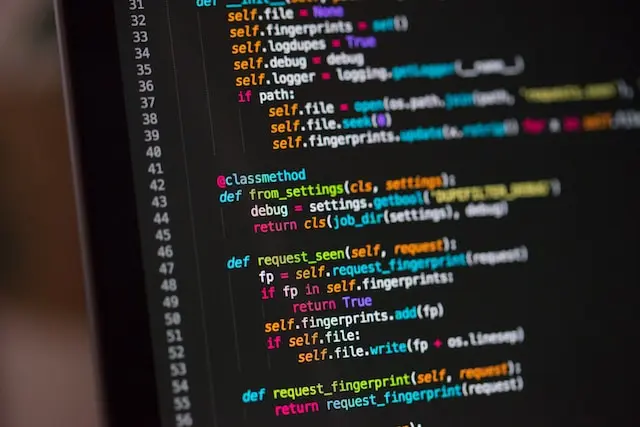 31 def __init__(self, pa
32 self.file = None
33 self.fingerprints = set()
34 self.logdupes = True
35 self.debug = debug
36 self.logger = logging.getLogger(__name__)
37 if path:
38 self.file = open(os.path.join(path, 'requests.seen'),
39 self.file.seek(0)
40 self.fingerprints.update(x.rstrip() for x in self.file
41
42 @classmethod
43 def from_settings(cls, settings):
44 debug = settings.getbool('DUPEFILTER_DEBUG')
45 return cls(job_dir(settings), debug)
46
47 def request_seen(self, request):
48 fp = self.request_fingerprint(request)
49 if fp in self.fingerprints:
50 return True
51 self.fingerprints.add(fp)
52 if self.file:
53 self.file.write(fp + os.linesep)
54
55 def request_fingerprint(self, request):
56 return request_fingerprint(request)